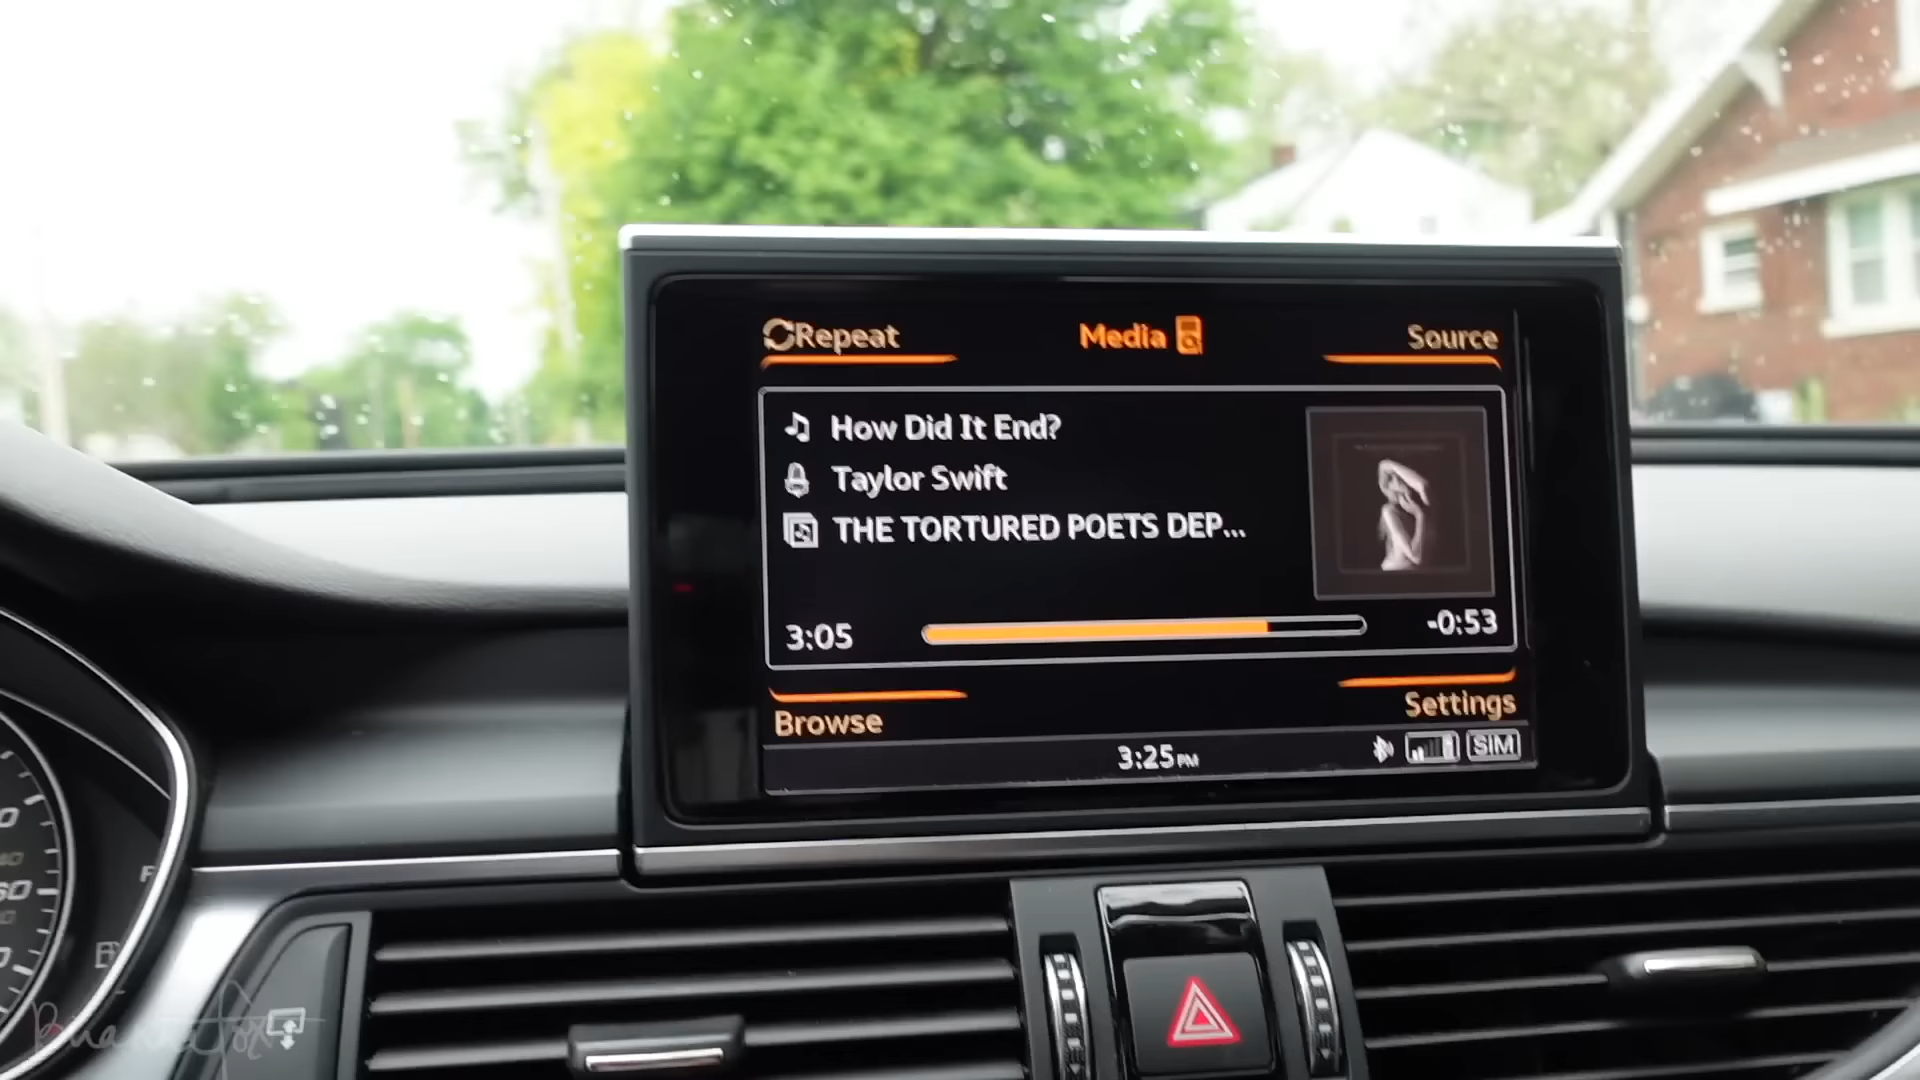 Repeat
Media
Source
How Did It End?
Taylor Swift
THE TORTURED POETS DEP...
3:05
-0:53
Browse
Settings
3:25PM
SIM
60
F